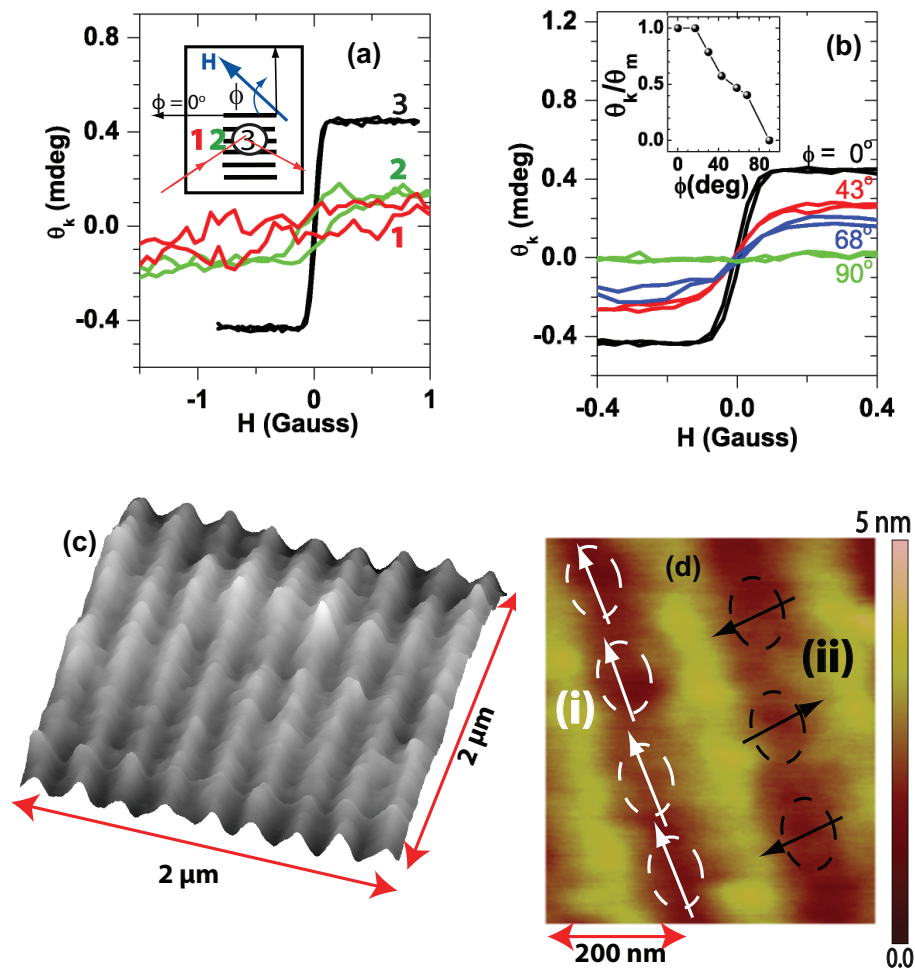 (a)
0.8
0.4
0.0
-0.4
θk (mdeg)
-1
0
1
H (Gauss)
H
ϕ
ϕ = 0°
1 2 3
3
2
1
(b)
1.2
0.8
0.4
0.0
-0.4
θk (mdeg)
-0.4
0.0
0.4
H (Gauss)
1.0
0.5
0.0
θk/θm
0
40
80
ϕ(deg)
ϕ = 0°
43°
68°
90°
(c)
2 µm
2 µm
(d)
(i)
(ii)
200 nm
5 nm
0.0